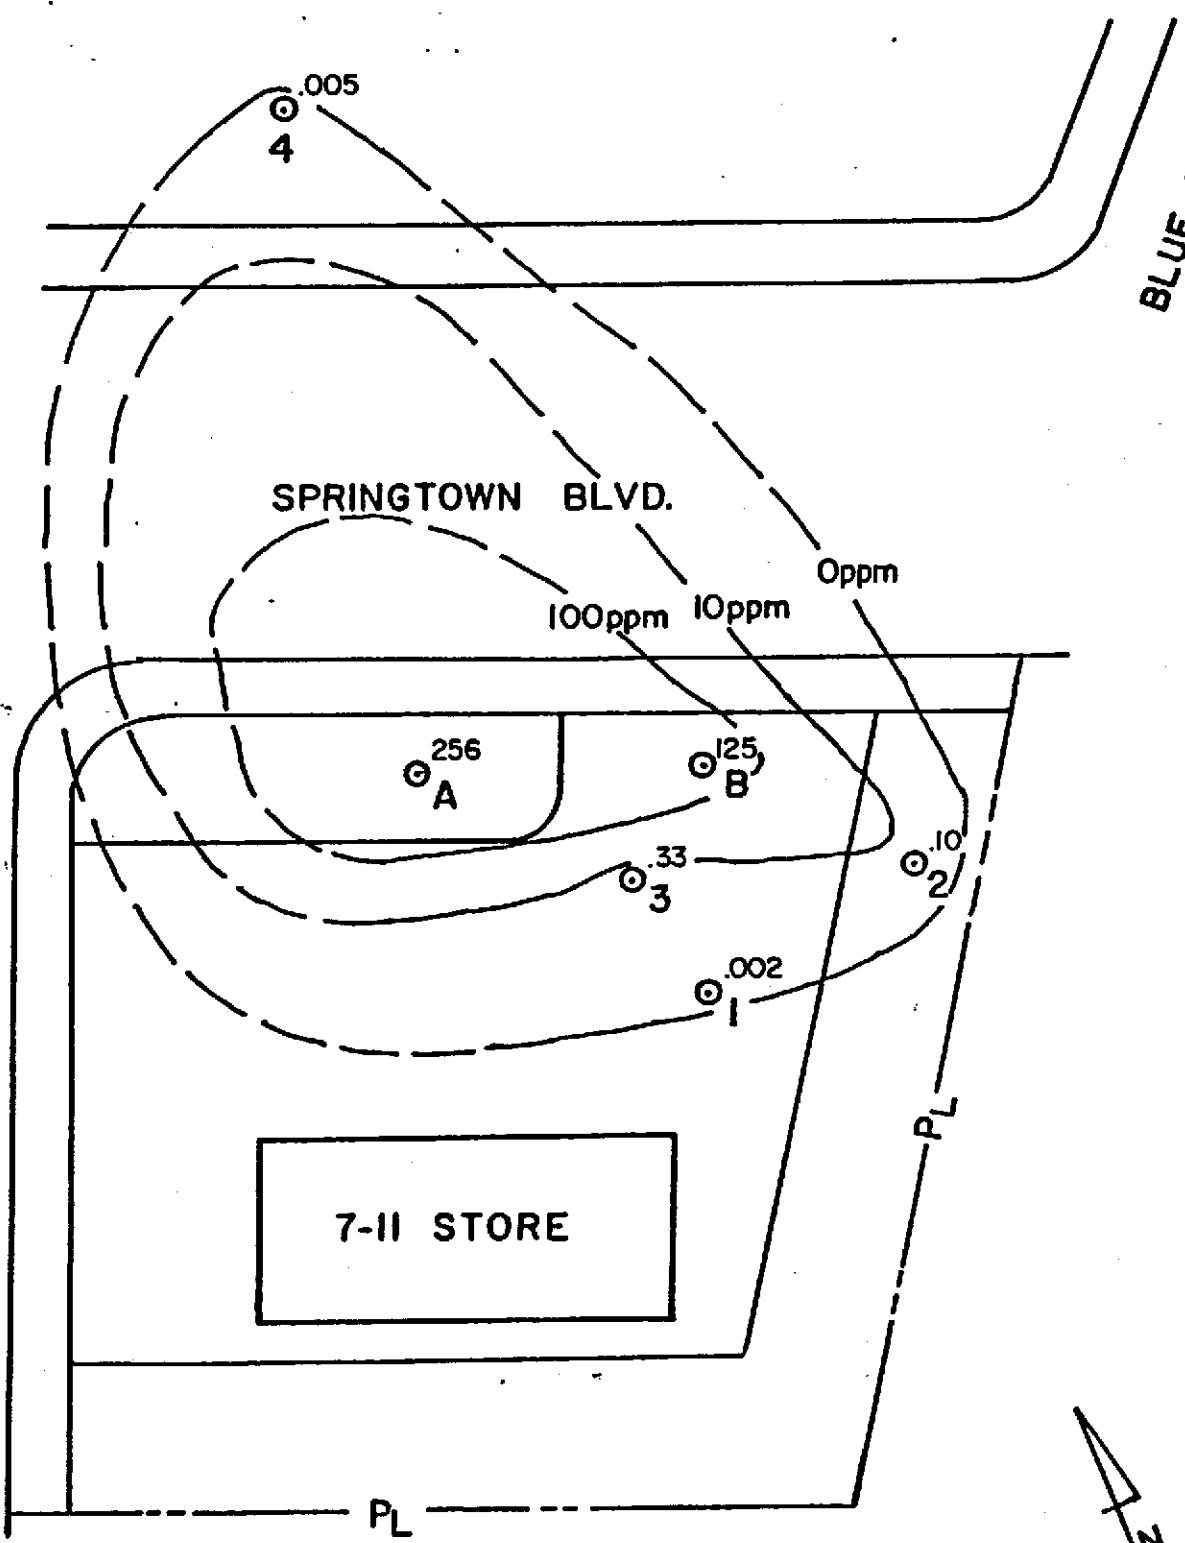 .005
4
BLUE
SPRINGTOWN BLVD.
0ppm
100ppm
10ppm
256
A
125
B
.33
3
.10
2
.002
1
PL
7-11 STORE
PL
N